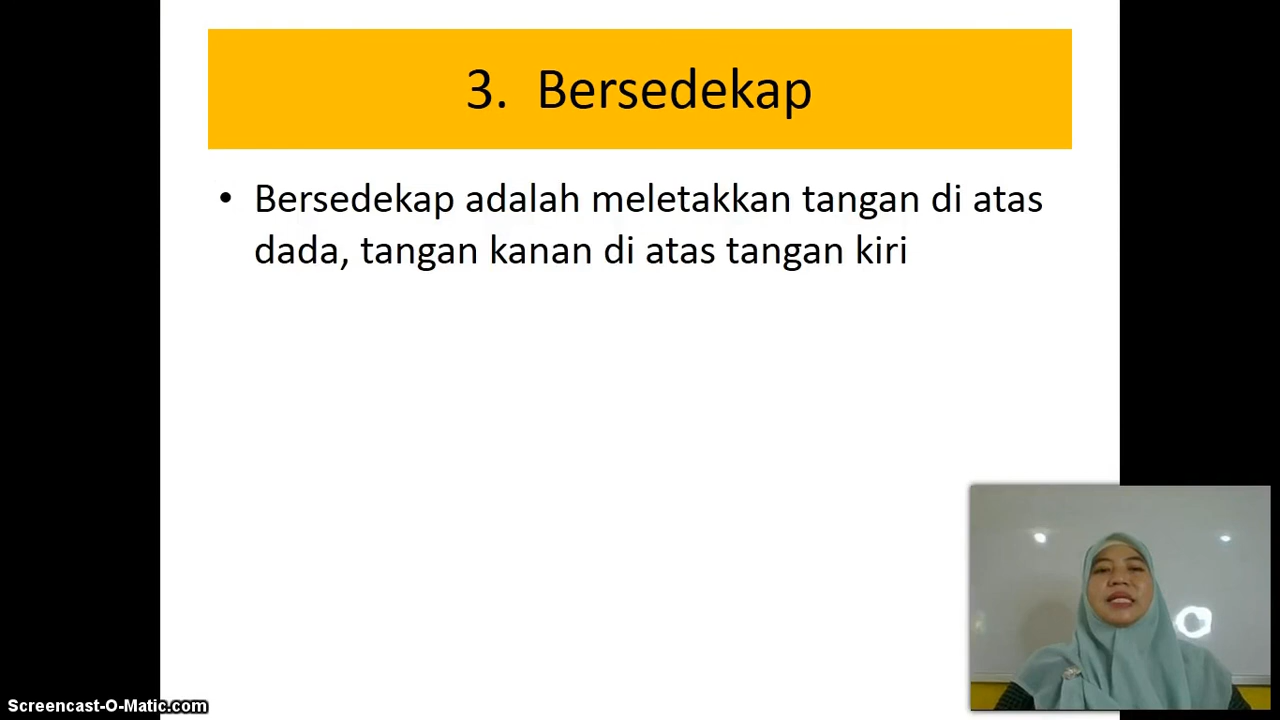 3. Bersedekap
• Bersedekap adalah meletakkan tangan di atas
dada, tangan kanan di atas tangan kiri
Screencast-O-Matic.com